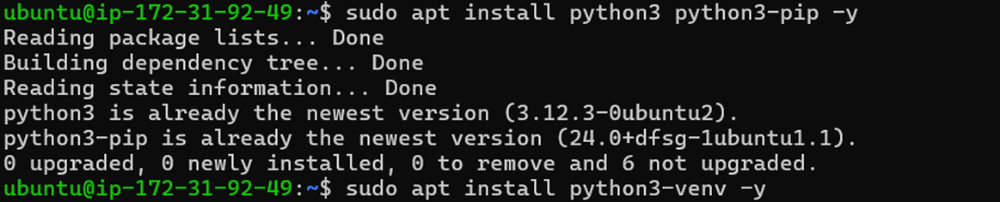 ubuntu@ip-172-31-92-49:~$ sudo apt install python3 python3-pip -y
Reading package lists... Done
Building dependency tree... Done
Reading state information... Done
python3 is already the newest version (3.12.3-0ubuntu2).
python3-pip is already the newest version (24.0+dfsg-1ubuntu1.1).
0 upgraded, 0 newly installed, 0 to remove and 6 not upgraded.
ubuntu@ip-172-31-92-49:~$ sudo apt install python3-venv -y